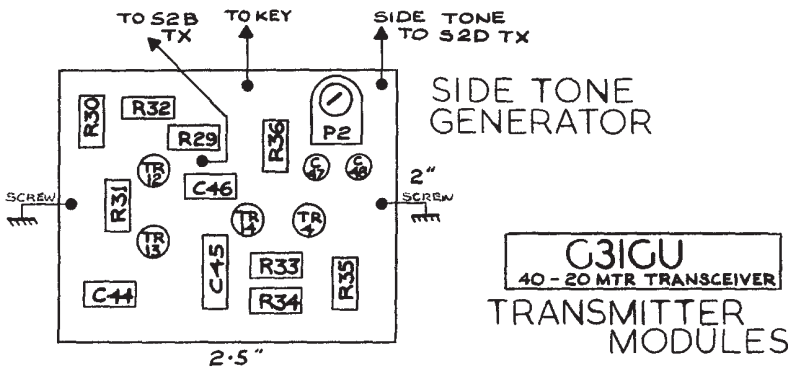 TO S2B
TX
TO KEY
SIDE TONE
TO S2D TX
SIDE TONE
GENERATOR
R30
R32
R29
R36
P2
C
47
C
48
TR
12
C46
2"
SCREW
R31
TR
14
TR
4
SCREW
TR
13
C45
R33
R35
C44
R34
2.5"
G3IGU
40-20 MTR TRANSCEIVER
TRANSMITTER
MODULES